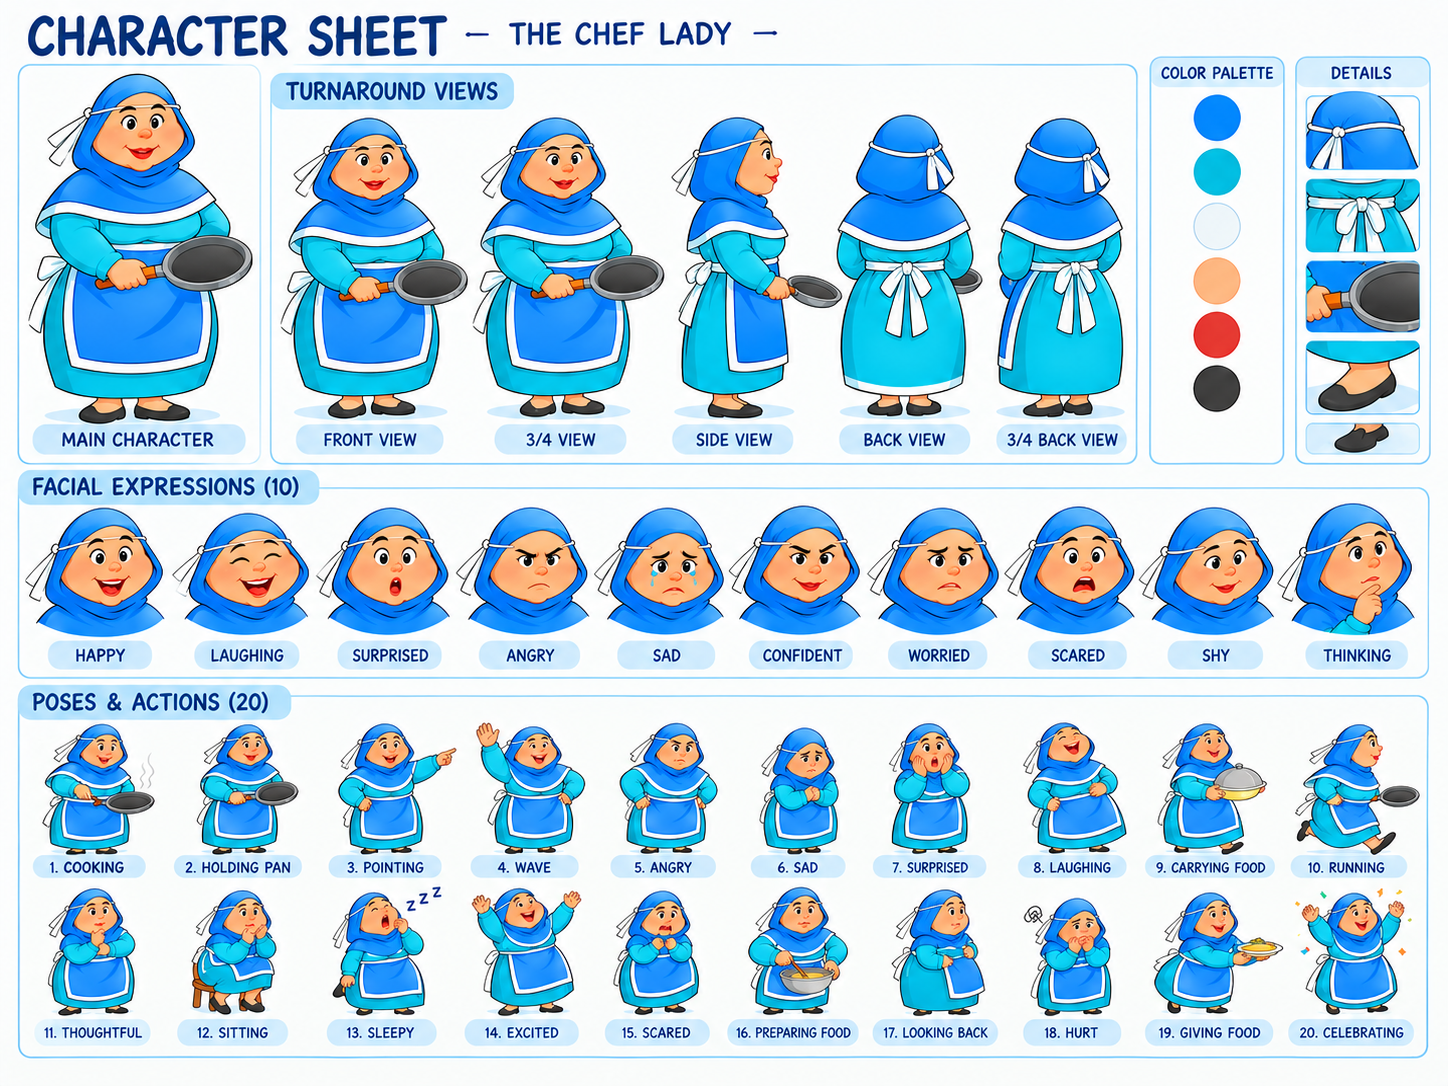 CHARACTER SHEET – THE CHEF LADY –
TURNAROUND VIEWS
COLOR PALETTE
DETAILS
MAIN CHARACTER
FRONT VIEW
3/4 VIEW
SIDE VIEW
BACK VIEW
3/4 BACK VIEW
FACIAL EXPRESSIONS (10)
HAPPY
LAUGHING
SURPRISED
ANGRY
SAD
CONFIDENT
WORRIED
SCARED
SHY
THINKING
POSES & ACTIONS (20)
1. COOKING
2. HOLDING PAN
3. POINTING
4. WAVE
5. ANGRY
6. SAD
7. SURPRISED
8. LAUGHING
9. CARRYING FOOD
10. RUNNING
zzz
11. THOUGHTFUL
12. SITTING
13. SLEEPY
14. EXCITED
15. SCARED
16. PREPARING FOOD
17. LOOKING BACK
18. HURT
19. GIVING FOOD
20. CELEBRATING